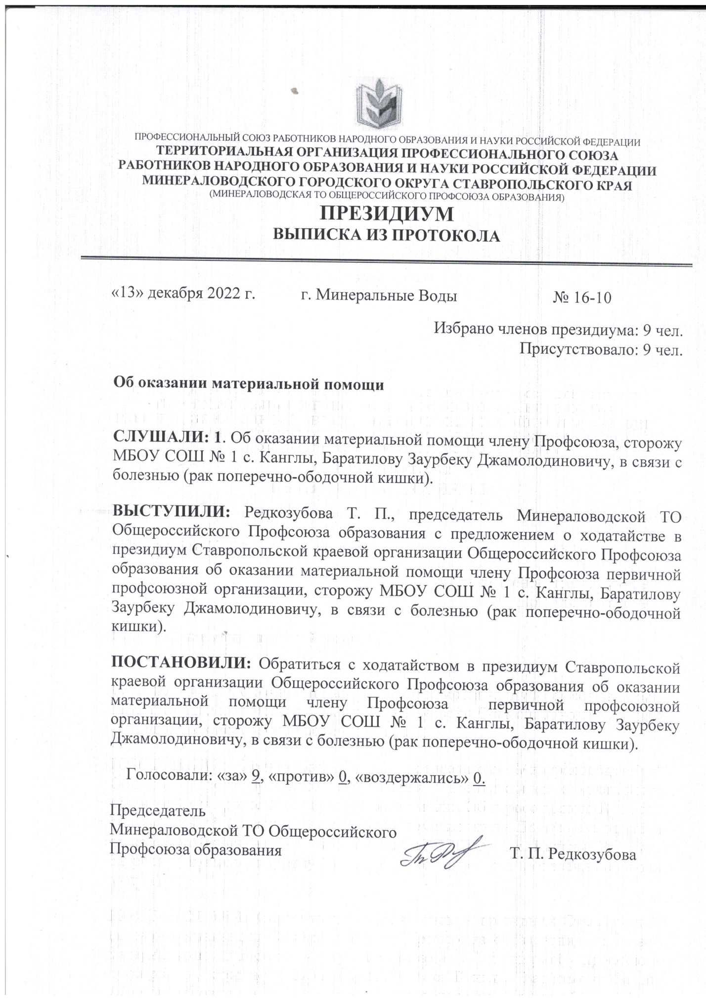 ПРОФЕССИОНАЛЬНЫЙ СОЮЗ РАБОТНИКОВ НАРОДНОГО ОБРАЗОВАНИЯ И НАУКИ РОССИЙСКОЙ ФЕДЕРАЦИИ
ТЕРРИТОРИАЛЬНАЯ ОРГАНИЗАЦИЯ ПРОФЕССИОНАЛЬНОГО СОЮЗА
РАБОТНИКОВ НАРОДНОГО ОБРАЗОВАНИЯ И НАУКИ РОССИЙСКОЙ ФЕДЕРАЦИИ
МИНЕРАЛОВОДСКОГО ГОРОДСКОГО ОКРУГА СТАВРОПОЛЬСКОГО КРАЯ
(МИНЕРАЛОВОДСКАЯ ТО ОБЩЕРОССИЙСКОГО ПРОФСОЮЗА ОБРАЗОВАНИЯ)
ПРЕЗИДИУМ
ВЫПИСКА ИЗ ПРОТОКОЛА
«13» декабря 2022 г. г. Минеральные Воды № 16-10
Избрано членов президиума: 9 чел.
Присутствовало: 9 чел.
Об оказании материальной помощи
СЛУШАЛИ: 1. Об оказании материальной помощи члену Профсоюза, сторожу
МБОУ СОШ № 1 с. Канглы, Баратилову Заурбеку Джамолодиновичу, в связи с
болезнью (рак поперечно-ободочной кишки).
ВЫСТУПИЛИ: Редкозубова Т. П., председатель Минераловодской ТО
Общероссийского Профсоюза образования с предложением о ходатайстве в
президиум Ставропольской краевой организации Общероссийского Профсоюза
образования об оказании материальной помощи члену Профсоюза первичной
профсоюзной организации, сторожу МБОУ СОШ № 1 с. Канглы, Баратилову
Заурбеку Джамолодиновичу, в связи с болезнью (рак поперечно-ободочной
кишки).
ПОСТАНОВИЛИ: Обратиться с ходатайством в президиум Ставропольской
краевой организации Общероссийского Профсоюза образования об оказании
материальной помощи члену Профсоюза первичной профсоюзной
организации, сторожу МБОУ СОШ № 1 с. Канглы, Баратилову Заурбеку
Джамолодиновичу, в связи с болезнью (рак поперечно-ободочной кишки).
Голосовали: «за» 9, «против» 0, «воздержались» 0.
Председатель
Минераловодской ТО Общероссийского
Профсоюза образования Т. П. Редкозубова